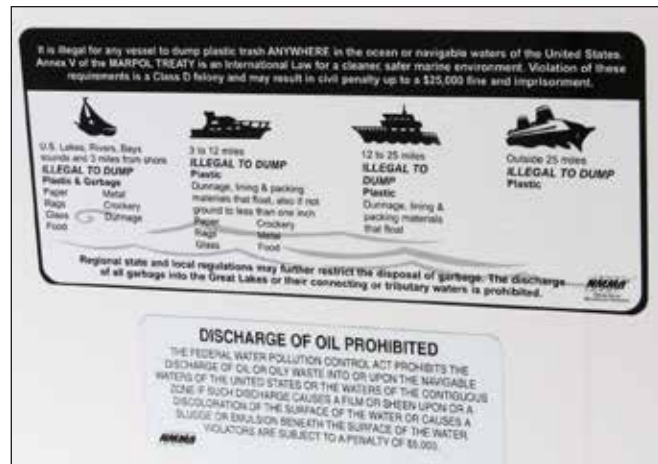 It is illegal for any vessel to dump plastic trash ANYWHERE in the ocean or navigable waters of the United States.
Annex V of the MARPOL TREATY is an International Law for a cleaner, safer marine environment. Violation of these
requirements is a Class D felony and may result in civil penalty up to a $25,000 fine and imprisonment.
U.S. Lakes, Rivers, Bays
sounds and 3 miles from shore
ILLEGAL TO DUMP
Plastic & Garbage
Paper Metal
Rags Crockery
Glass Dunnage
Food
3 to 12 miles
ILLEGAL TO DUMP
Plastic
Dunnage, lining & packing
materials that float, also if not
ground to less than one inch
Paper Crockery
Rags Metal
Glass Food
12 to 25 miles
ILLEGAL TO
DUMP
Plastic
Dunnage, lining &
packing materials
that float
Outside 25 miles
ILLEGAL TO DUMP
Plastic
Regional state and local regulations may further restrict the disposal of garbage. The discharge
of all garbage into the Great Lakes or their connecting or tributary waters is prohibited.
NMMA
DISCHARGE OF OIL PROHIBITED
THE FEDERAL WATER POLLUTION CONTROL ACT PROHIBITS THE
DISCHARGE OF OIL OR OILY WASTE INTO OR UPON THE NAVIGABLE
WATERS OF THE UNITED STATES OR THE WATERS OF THE CONTIGUOUS
ZONE IF SUCH DISCHARGE CAUSES A FILM OR SHEEN UPON OR A
DISCOLORATION OF THE SURFACE OF THE WATER OR CAUSES A
SLUDGE OR EMULSION BENEATH THE SURFACE OF THE WATER.
VIOLATORS ARE SUBJECT TO A PENALTY OF $5,000.
NMMA